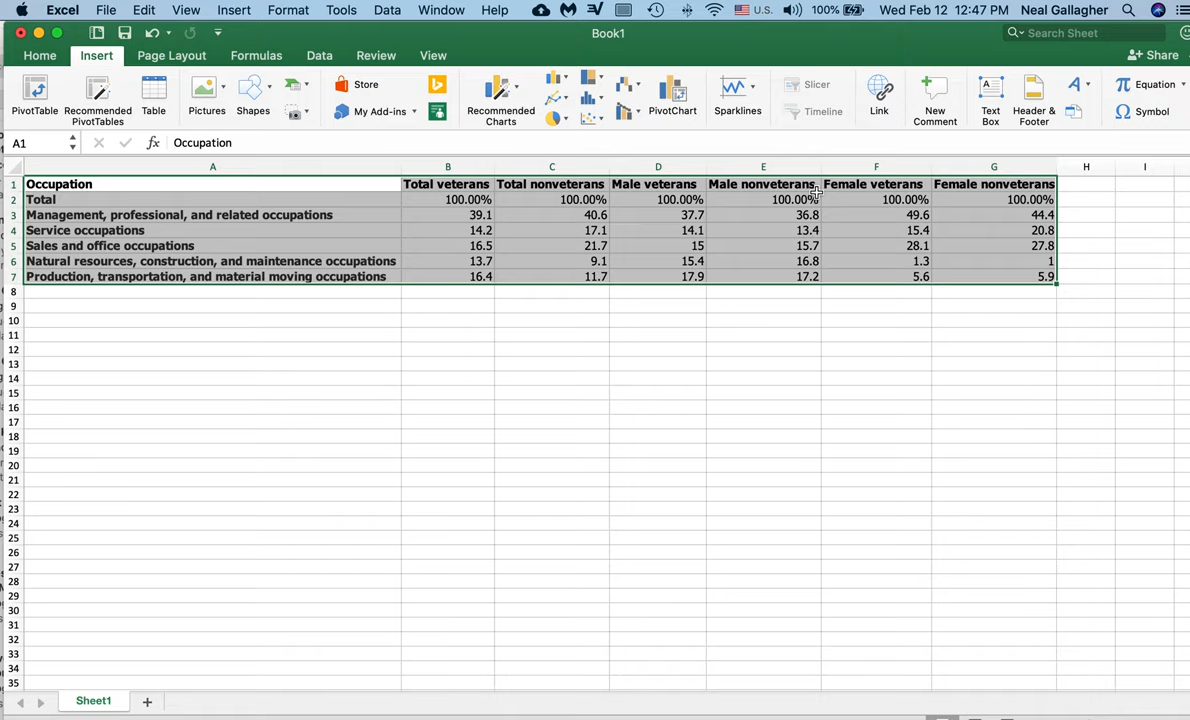 Excel File Edit View Insert Format Tools Data Window Help U.S. 100% Wed Feb 12 12:47 PM Neal Gallagher
Book1
Search Sheet
Home Insert Page Layout Formulas Data Review View Share
PivotTable
Recommended PivotTables
Table
Pictures
Shapes
Store
My Add-ins
Recommended Charts
PivotChart
Sparklines
Slicer
Timeline
Link
New Comment
Text Box
Header & Footer
Equation
Symbol
A1 fx Occupation
A B C D E F G H I
1 Occupation Total veterans Total nonveterans Male veterans Male nonveterans Female veterans Female nonveterans
2 Total 100.00% 100.00% 100.00% 100.00% 100.00% 100.00%
3 Management, professional, and related occupations 39.1 40.6 37.7 36.8 49.6 44.4
4 Service occupations 14.2 17.1 14.1 13.4 15.4 20.8
5 Sales and office occupations 16.5 21.7 15 15.7 28.1 27.8
6 Natural resources, construction, and maintenance occupations 13.7 9.1 15.4 16.8 1.3 1
7 Production, transportation, and material moving occupations 16.4 11.7 17.9 17.2 5.6 5.9
8
9
10
11
12
13
14
15
16
17
18
19
20
21
22
23
24
25
26
27
28
29
30
31
32
33
34
35
Sheet1